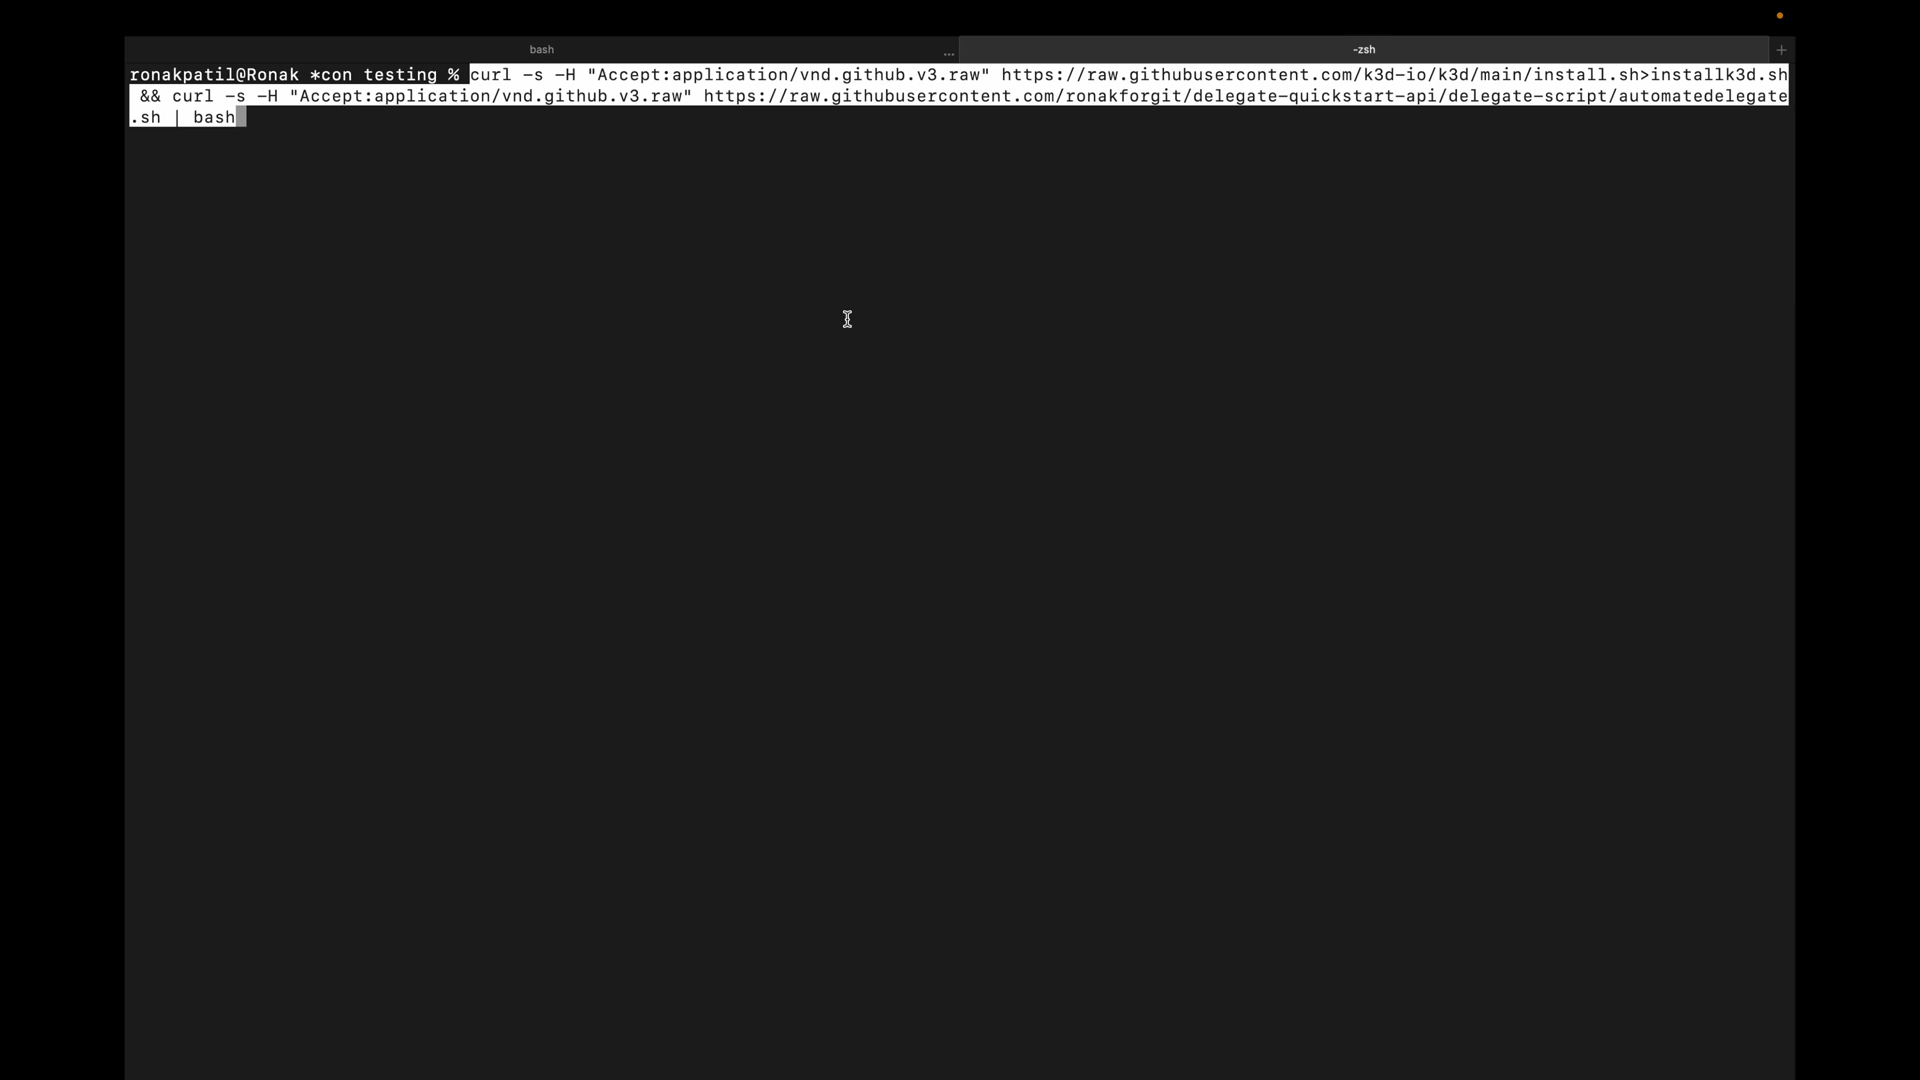 bash
...
-zsh
+
ronakpatil@Ronak *con testing % curl -s -H "Accept:application/vnd.github.v3.raw" https://raw.githubusercontent.com/k3d-io/k3d/main/install.sh>installk3d.sh
 && curl -s -H "Accept:application/vnd.github.v3.raw" https://raw.githubusercontent.com/ronakforgit/delegate-quickstart-api/delegate-script/automatedelegate
.sh | bash